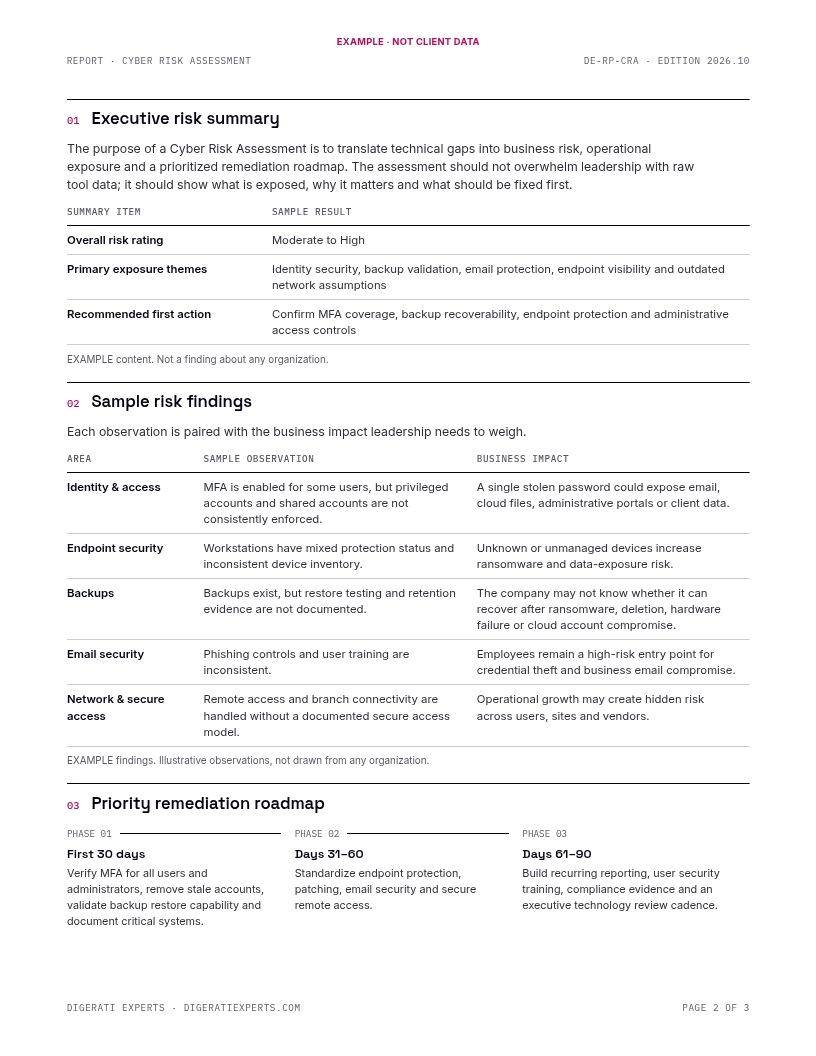 EXAMPLE · NOT CLIENT DATA
REPORT · CYBER RISK ASSESSMENT
DE-RP-CRA · EDITION 2026.10
01 Executive risk summary
The purpose of a Cyber Risk Assessment is to translate technical gaps into business risk, operational
exposure and a prioritized remediation roadmap. The assessment should not overwhelm leadership with raw
tool data; it should show what is exposed, why it matters and what should be fixed first.
SUMMARY ITEM SAMPLE RESULT
Overall risk rating Moderate to High
Primary exposure themes Identity security, backup validation, email protection, endpoint visibility and outdated
network assumptions
Recommended first action Confirm MFA coverage, backup recoverability, endpoint protection and administrative
access controls
EXAMPLE content. Not a finding about any organization.
02 Sample risk findings
Each observation is paired with the business impact leadership needs to weigh.
AREA SAMPLE OBSERVATION BUSINESS IMPACT
Identity & access MFA is enabled for some users, but privileged A single stolen password could expose email,
accounts and shared accounts are not cloud files, administrative portals or client data.
consistently enforced.
Endpoint security Workstations have mixed protection status and Unknown or unmanaged devices increase
inconsistent device inventory. ransomware and data-exposure risk.
Backups Backups exist, but restore testing and retention The company may not know whether it can
evidence are not documented. recover after ransomware, deletion, hardware
failure or cloud account compromise.
Email security Phishing controls and user training are Employees remain a high-risk entry point for
inconsistent. credential theft and business email compromise.
Network & secure Remote access and branch connectivity are Operational growth may create hidden risk
access handled without a documented secure access across users, sites and vendors.
model.
EXAMPLE findings. Illustrative observations, not drawn from any organization.
03 Priority remediation roadmap
PHASE 01 PHASE 02 PHASE 03
First 30 days Days 31–60 Days 61–90
Verify MFA for all users and Standardize endpoint protection, Build recurring reporting, user security
administrators, remove stale accounts, patching, email security and secure training, compliance evidence and an
validate backup restore capability and remote access. executive technology review cadence.
document critical systems.
DIGERATI EXPERTS · DIGERATIEXPERTS.COM
PAGE 2 OF 3